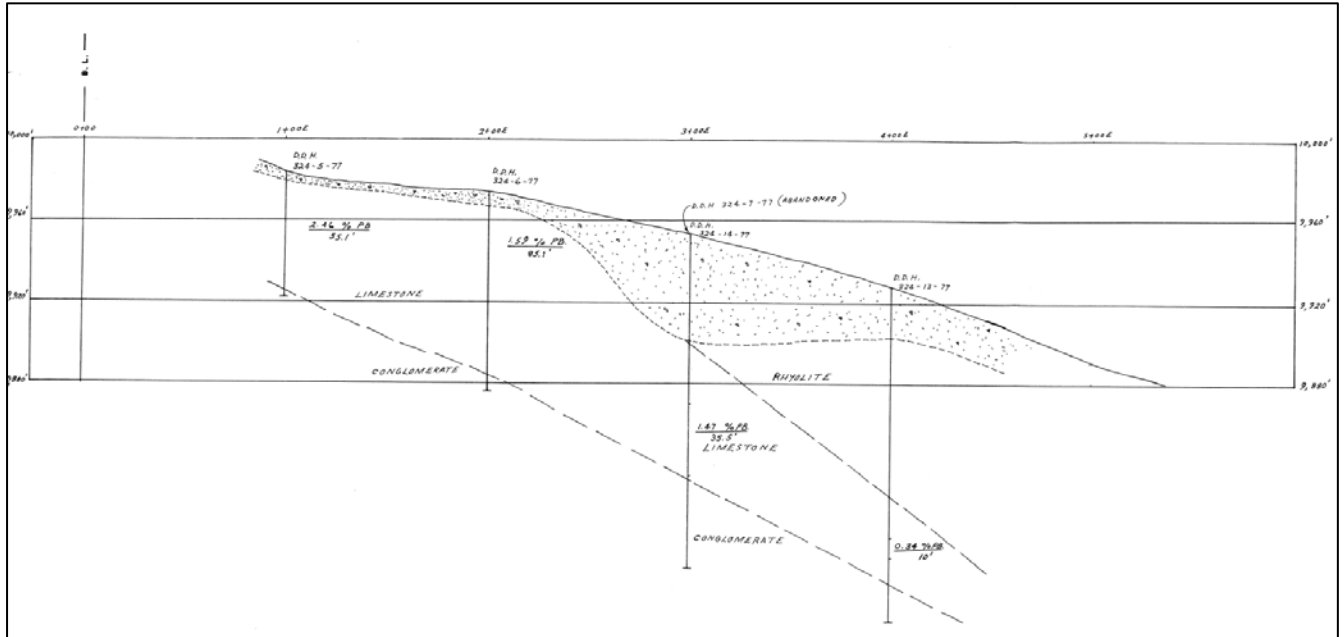 B.L.
0+00
1+00E
2+00E
3+00E
4+00E
5+00E
10,000'
10,000'
D.D.H.
324-5-77
D.D.H.
324-6-77
D.D.H. 324-7-77 (ABANDONED)
D.D.H.
324-14-77
9,960'
9,960'
2.46 % PB
55.1'
1.59 % PB
95.1'
D.D.H.
324-13-77
LIMESTONE
9,920'
9,920'
CONGLOMERATE
RHYOLITE
9,880'
9,880'
1.47 % PB
35.5'
LIMESTONE
CONGLOMERATE
0.34 % PB
10'